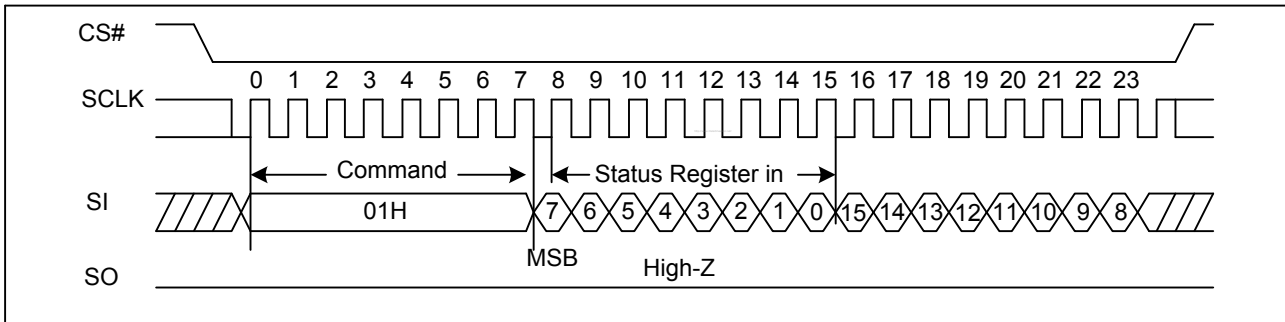 CS#
0 1 2 3 4 5 6 7 8 9 10 11 12 13 14 15 16 17 18 19 20 21 22 23
SCLK
Command Status Register in
SI 01H 7 6 5 4 3 2 1 0 15 14 13 12 11 10 9 8
MSB High-Z
SO